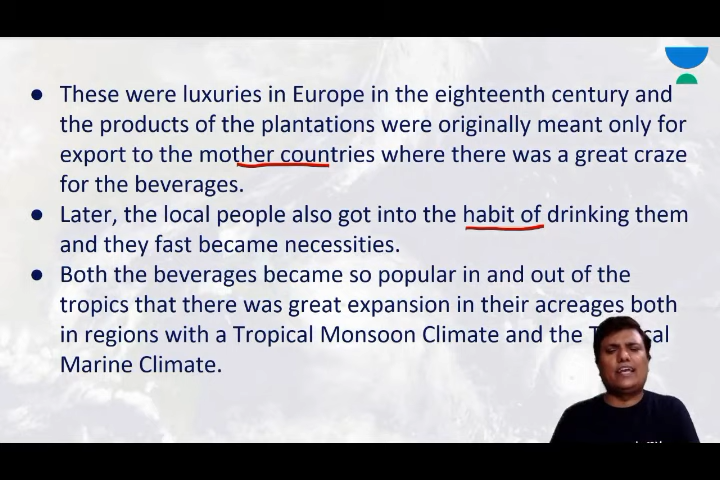 These were luxuries in Europe in the eighteenth century and
the products of the plantations were originally meant only for
export to the mother countries where there was a great craze
for the beverages.
Later, the local people also got into the habit of drinking them
and they fast became necessities.
Both the beverages became so popular in and out of the
tropics that there was great expansion in their acreages both
in regions with a Tropical Monsoon Climate and the
Marine Climate.